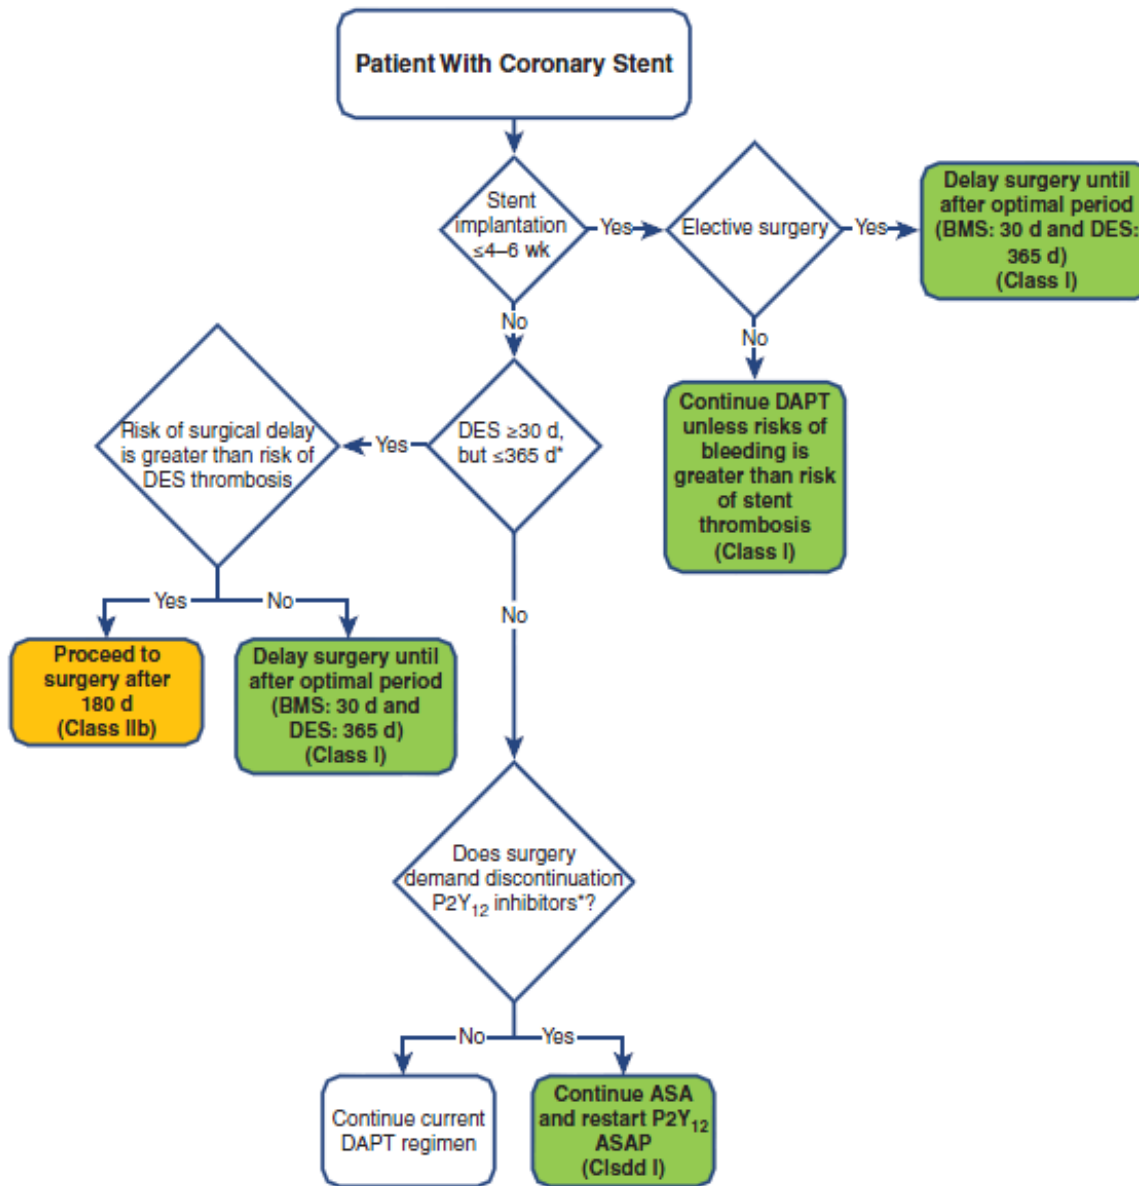 Patient With Coronary Stent
Stent
implantation
≤4–6 wk
Yes
Elective surgery
Yes
Delay surgery until
after optimal period
(BMS: 30 d and DES:
365 d)
(Class I)
No
No
Continue DAPT
unless risks of
bleeding is
greater than risk
of stent
thrombosis
(Class I)
DES ≥30 d,
but ≤365 d*
Yes
Risk of surgical delay
is greater than risk of
DES thrombosis
Yes
No
Proceed to
surgery after
180 d
(Class IIb)
Delay surgery until
after optimal period
(BMS: 30 d and
DES: 365 d)
(Class I)
No
Does surgery
demand discontinuation
P2Y12 inhibitors*?
No
Yes
Continue current
DAPT regimen
Continue ASA
and restart P2Y12
ASAP
(Clsdd I)